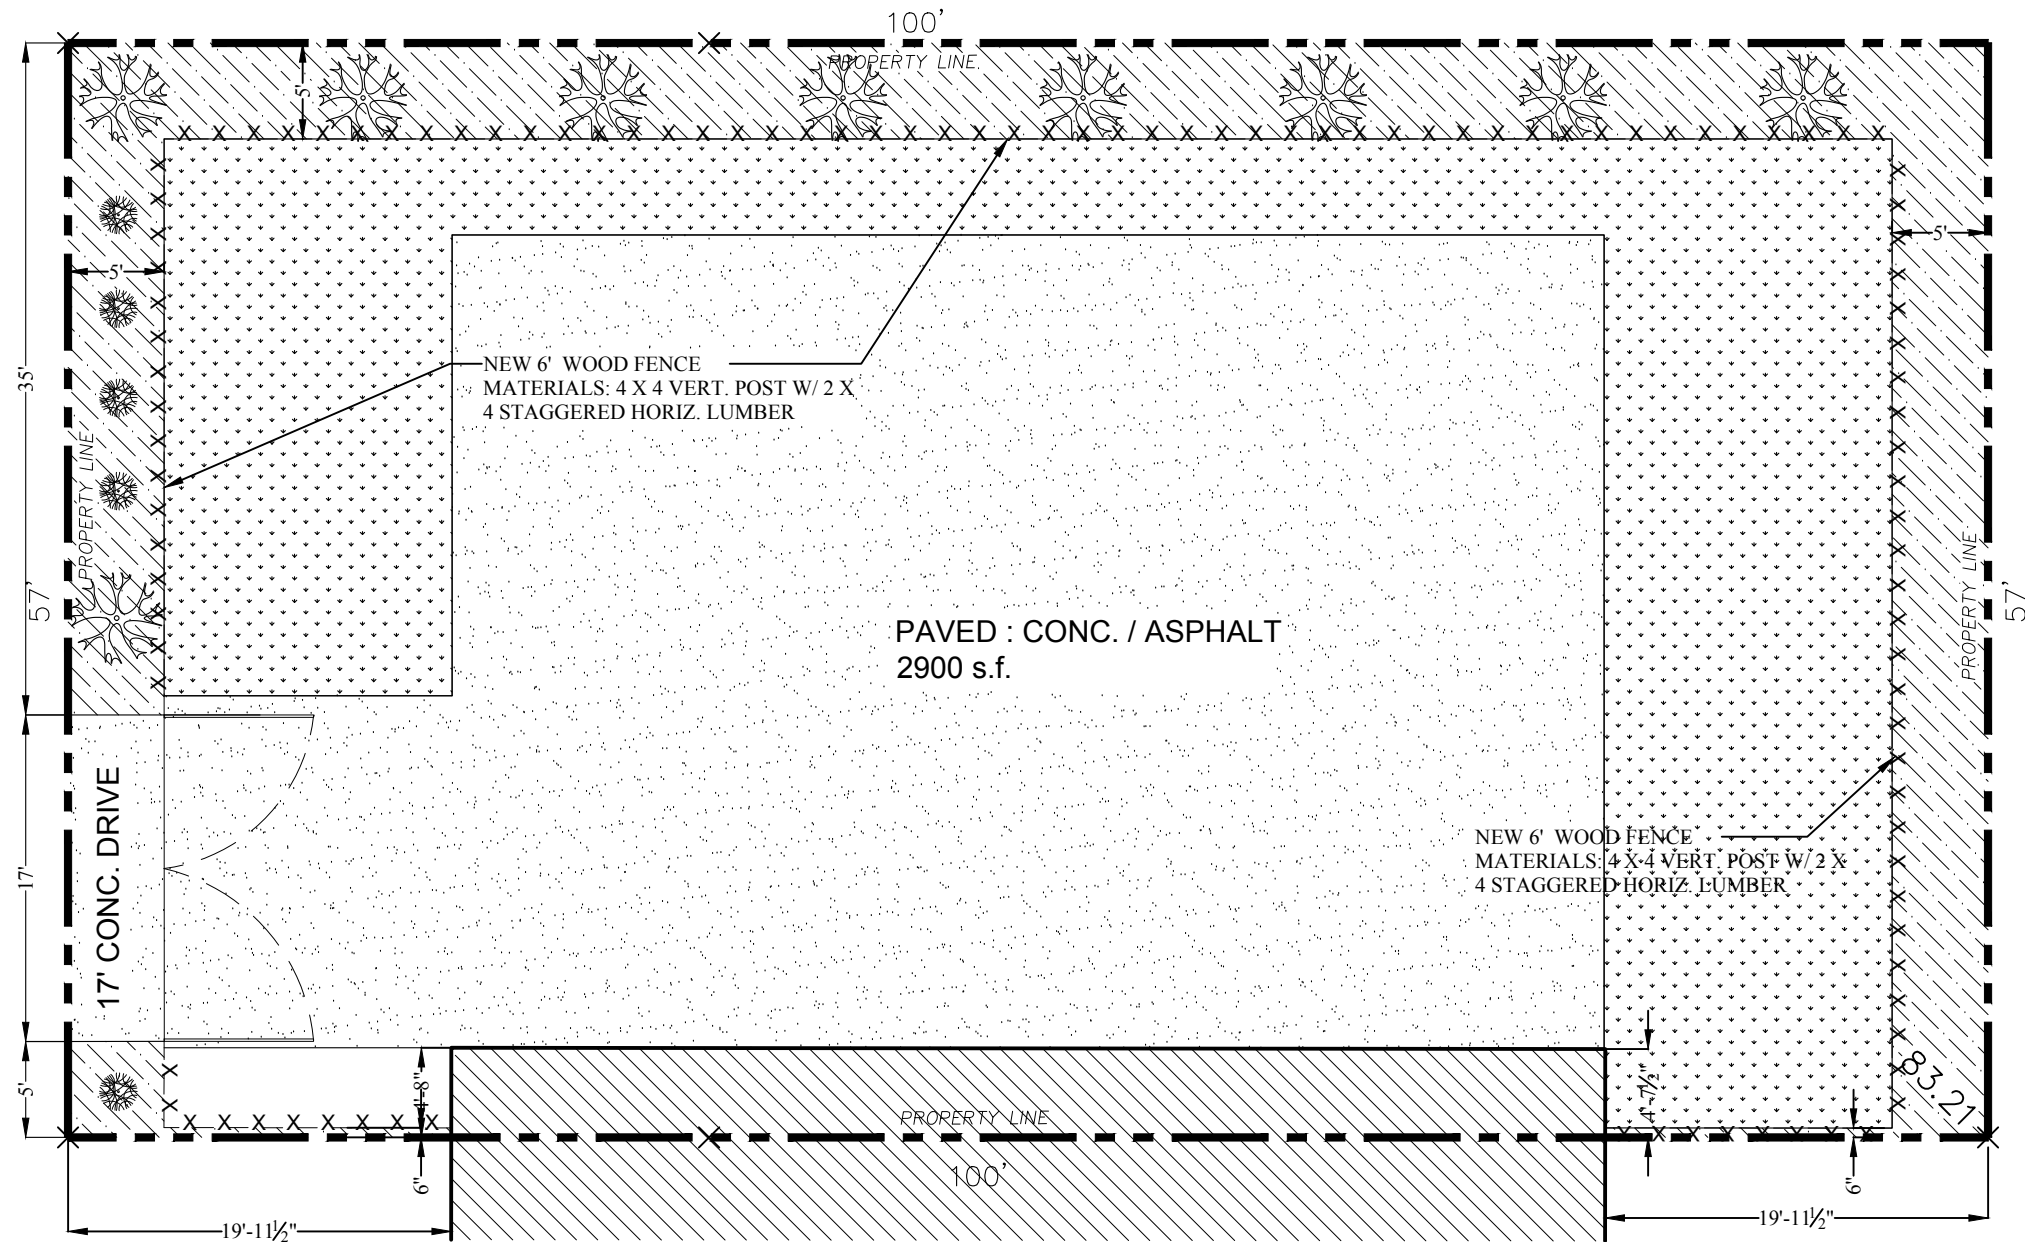 100'
PROPERTY LINE
5'
5'
5'
35'
NEW 6' WOOD FENCE
MATERIALS: 4 X 4 VERT. POST W/ 2 X
4 STAGGERED HORIZ. LUMBER
PROPERTY LINE
57'
PROPERTY LINE
57'
PAVED : CONC. / ASPHALT
2900 s.f.
17' CONC. DRIVE
17'
NEW 6' WOOD FENCE
MATERIALS: 4 X 4 VERT. POST W/ 2 X
4 STAGGERED HORIZ. LUMBER
5'
4'-8"
4'-7½"
83.21
PROPERTY LINE
100'
6"
6"
19'-11½"
19'-11½"